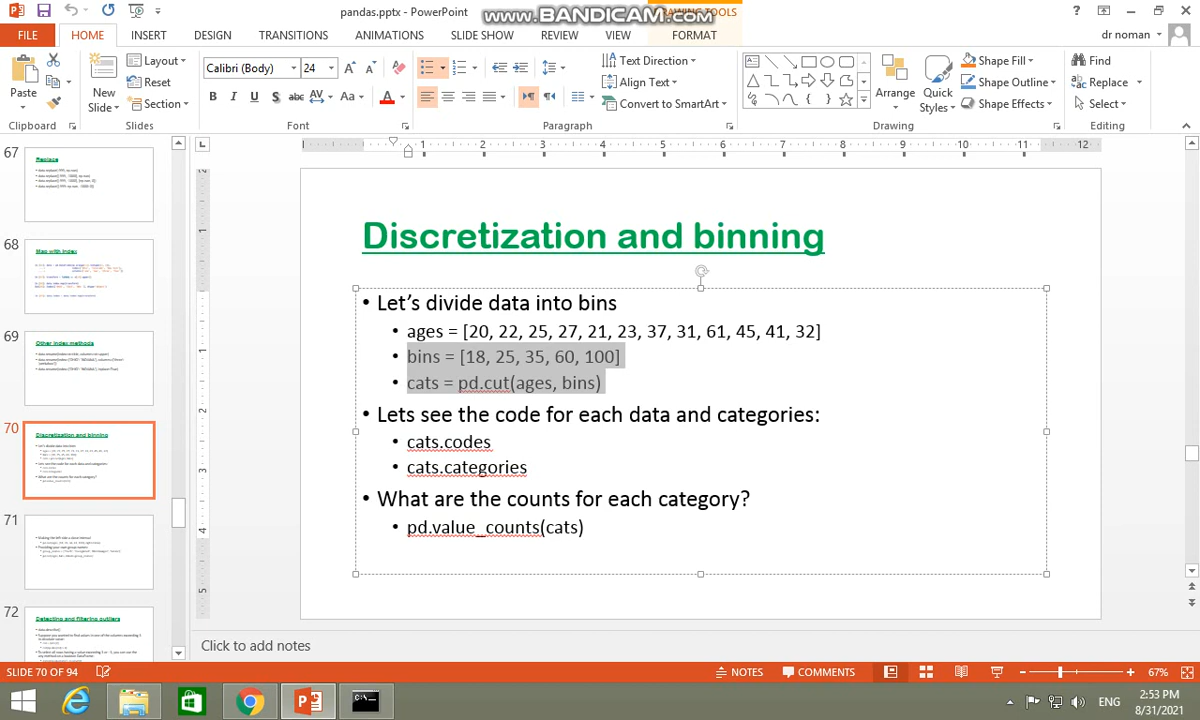 pandas.pptx - PowerPoint
www.BANDICAM.com
DRAWING TOOLS
FILE
HOME
INSERT
DESIGN
TRANSITIONS
ANIMATIONS
SLIDE SHOW
REVIEW
VIEW
FORMAT
dr noman
Paste
New
Slide
Layout
Reset
Section
Calibri (Body)
24
Text Direction
Align Text
Convert to SmartArt
Arrange
Quick
Styles
Shape Fill
Shape Outline
Shape Effects
Find
Replace
Select
Clipboard
Slides
Font
Paragraph
Drawing
Editing
67
Replace
68
Map with index
69
Other index methods
70
Discretization and binning
71
72
Detecting and filtering outliers
Discretization and binning
• Let's divide data into bins
• ages = [20, 22, 25, 27, 21, 23, 37, 31, 61, 45, 41, 32]
• bins = [18, 25, 35, 60, 100]
• cats = pd.cut(ages, bins)
• Lets see the code for each data and categories:
• cats.codes
• cats.categories
• What are the counts for each category?
• pd.value_counts(cats)
Click to add notes
SLIDE 70 OF 94
NOTES
COMMENTS
67%
ENG
2:53 PM
8/31/2021